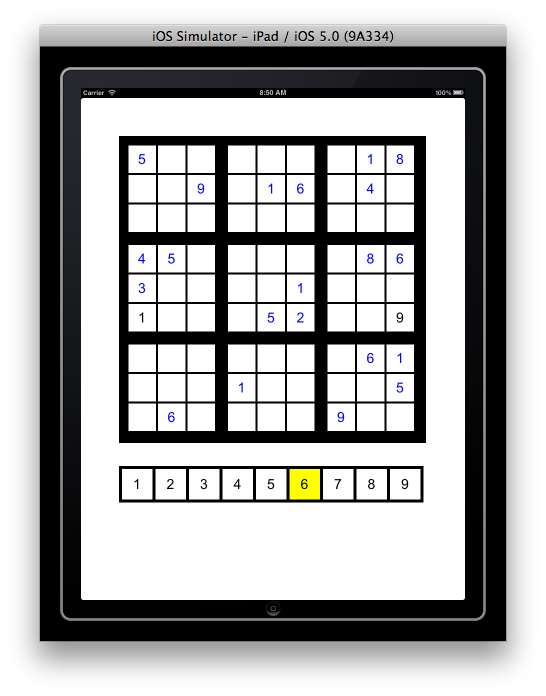 iOS Simulator - iPad / iOS 5.0 (9A334)
Carrier 8:50 AM 100%
5 1 8
9 1 6 4
4 5 8 6
3 1
1 5 2 9
6 1
1 5
6 9
1 2 3 4 5 6 7 8 9